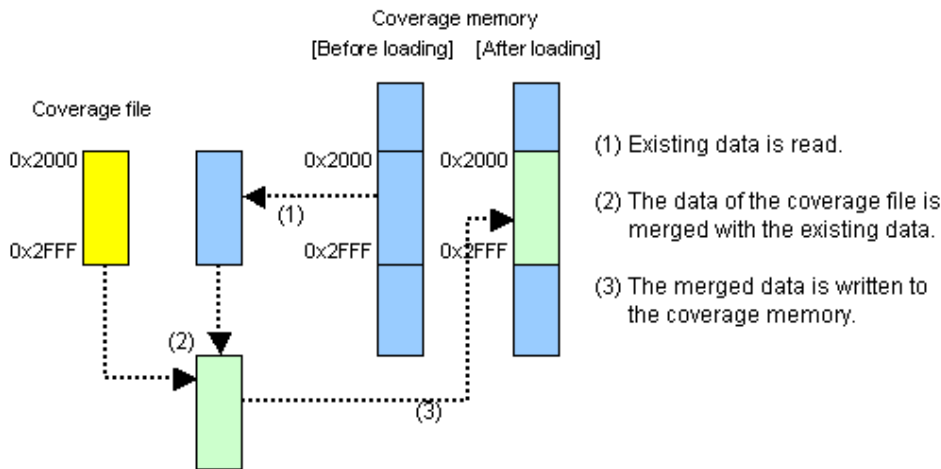 Coverage memory
[Before loading] [After loading]
Coverage file
0x2000
0x2FFF
(1)
0x2000
0x2FFF
0x2000
0x2FFF
(2)
(3)
(1) Existing data is read.
(2) The data of the coverage file is
merged with the existing data.
(3) The merged data is written to
the coverage memory.